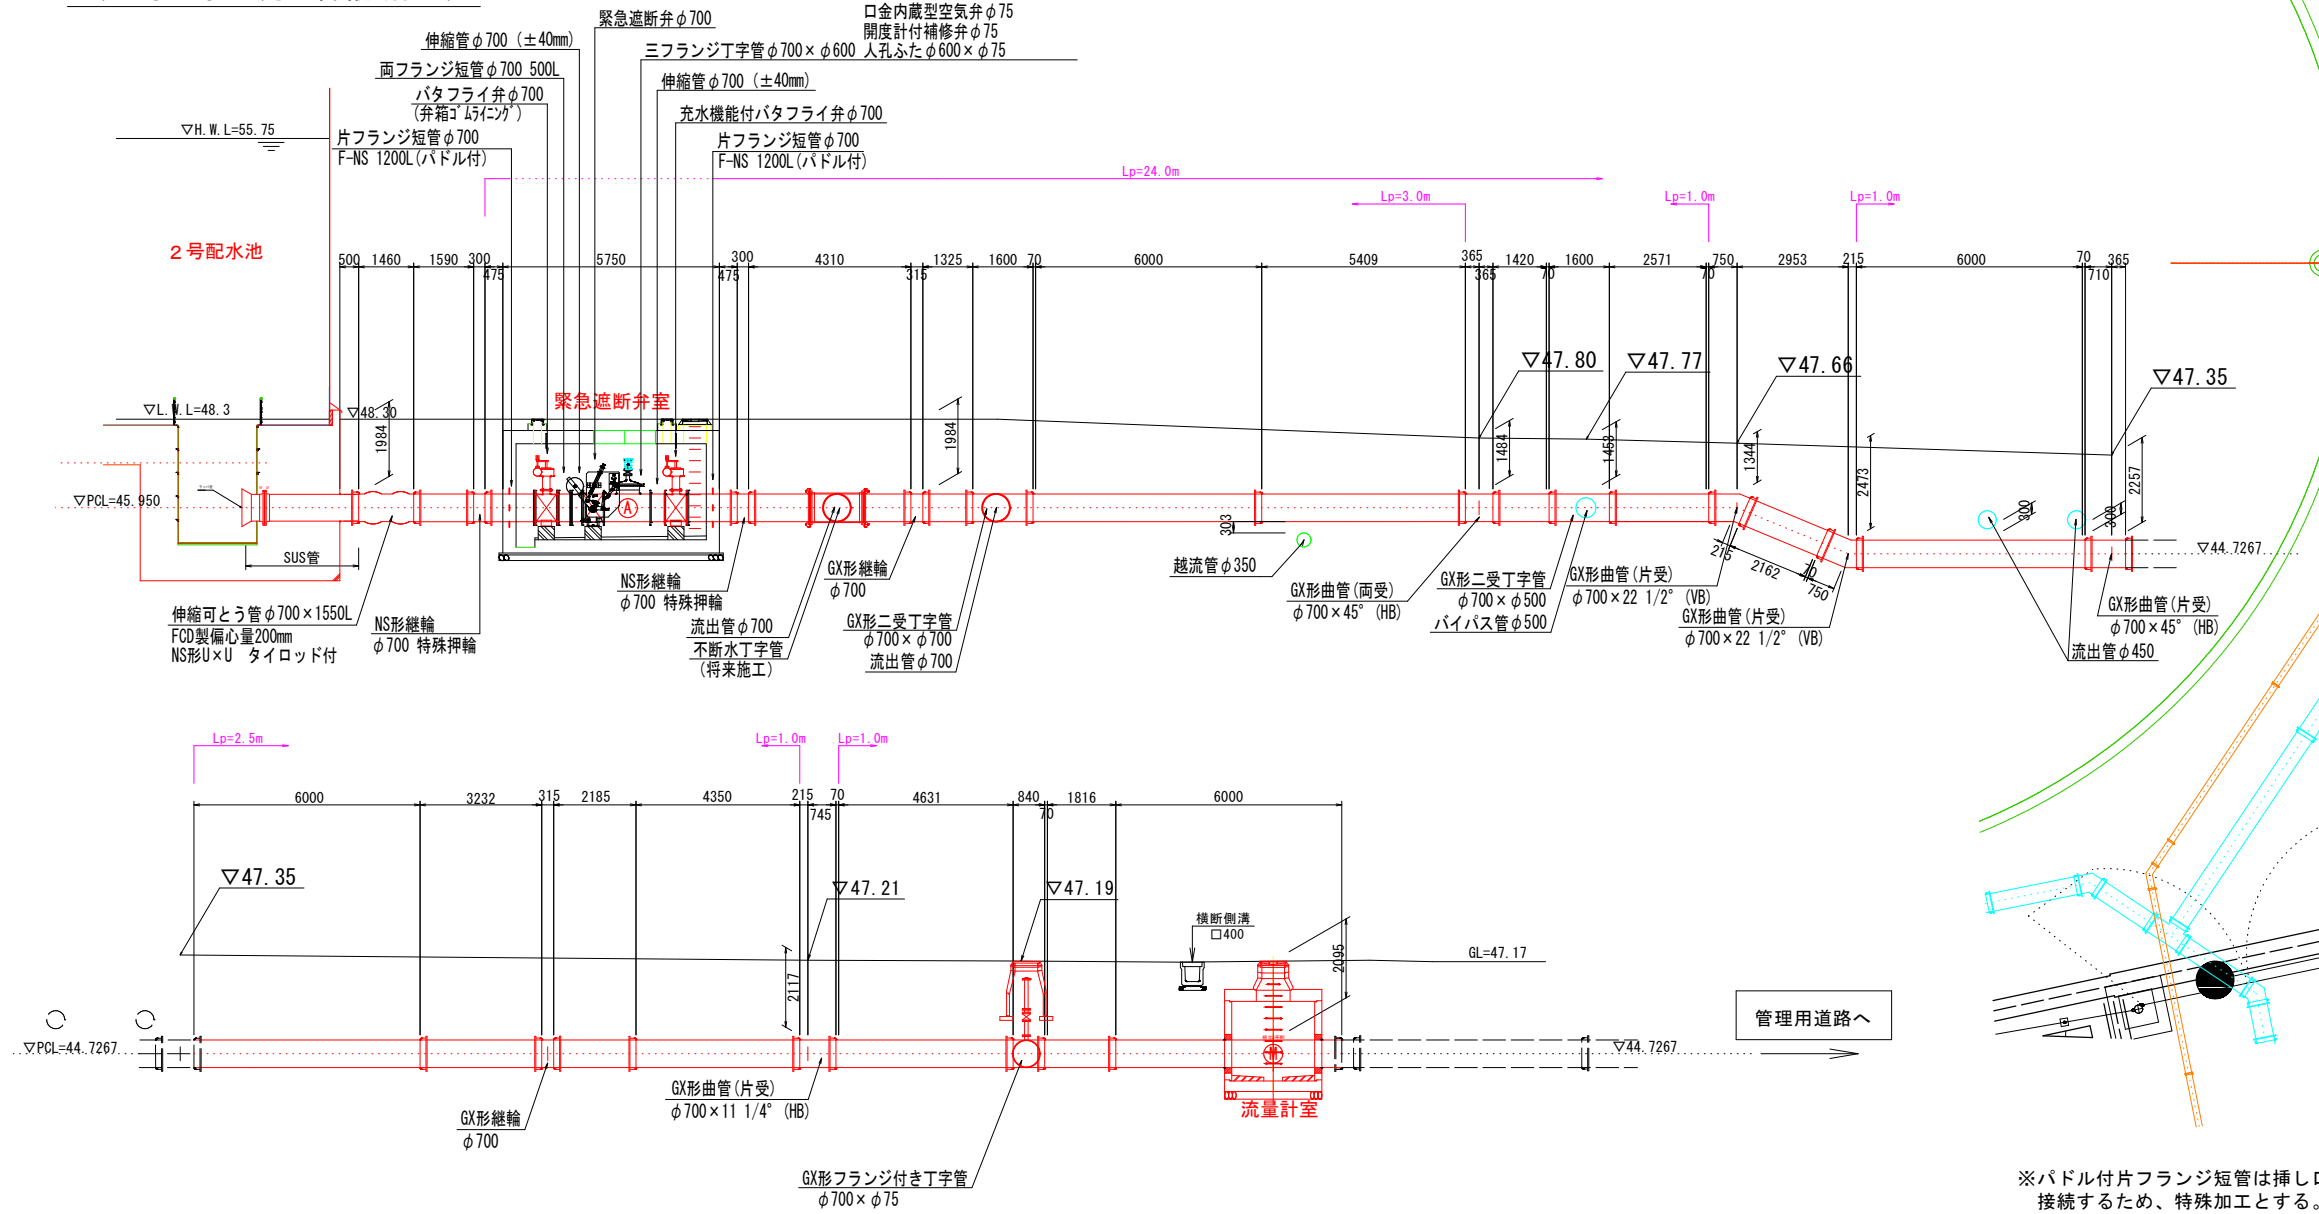 緊急遮断弁φ700
口金内蔵型空気弁φ75
開度計付補修弁φ75
人孔ふたφ600×φ75
伸縮管φ700 (±40mm)
三フランジ丁字管φ700×φ600
両フランジ短管φ700 500L
伸縮管φ700 (±40mm)
バタフライ弁φ700
(弁箱ゴムライニング)
充水機能付バタフライ弁φ700
▽H.W.L=55.75
片フランジ短管φ700
F-NS 1200L(パドル付)
片フランジ短管φ700
F-NS 1200L(パドル付)
Lp=24.0m
Lp=3.0m
Lp=1.0m
Lp=1.0m
2号配水池
500 1460 1590 300 475 5750 475 300 4310 315 1325 1600 70 6000 5409 365 365 1420 70 1600 2571 70 750 2953 215 6000 70 710 365
▽47.80
▽47.77
▽47.66
▽47.35
緊急遮断弁室
▽L.W.L=48.3
▽48.30
1984
1984
1484
1458
1344
2473
2257
300
300
303
▽PCL=45.950
A
SUS管
越流管φ350
215
2162
70
750
▽44.7267
伸縮可とう管φ700×1550L
FCD製偏心量200mm
NS形U×U タイロッド付
NS形継輪
φ700 特殊押輪
NS形継輪
φ700 特殊押輪
流出管φ700
不断水丁字管
(将来施工)
GX形継輪
φ700
GX形二受丁字管
φ700×φ700
流出管φ700
GX形曲管(両受)
φ700×45° (HB)
GX形二受丁字管
φ700×φ500
バイパス管φ500
GX形曲管(片受)
φ700×22 1/2° (VB)
GX形曲管(片受)
φ700×22 1/2° (VB)
GX形曲管(片受)
φ700×45° (HB)
流出管φ450
Lp=2.5m
Lp=1.0m
Lp=1.0m
6000 3232 315 2185 4350 215 745 70 4631 840 70 1816 6000
▽47.35
▽47.21
▽47.19
横断側溝
□400
2117
2095
GL=47.17
管理用道路へ
▽PCL=44.7267
▽44.7267
GX形継輪
φ700
GX形曲管(片受)
φ700×11 1/4° (HB)
流量計室
GX形フランジ付き丁字管
φ700×φ75
※パドル付片フランジ短管は挿し口
接続するため、特殊加工とする。